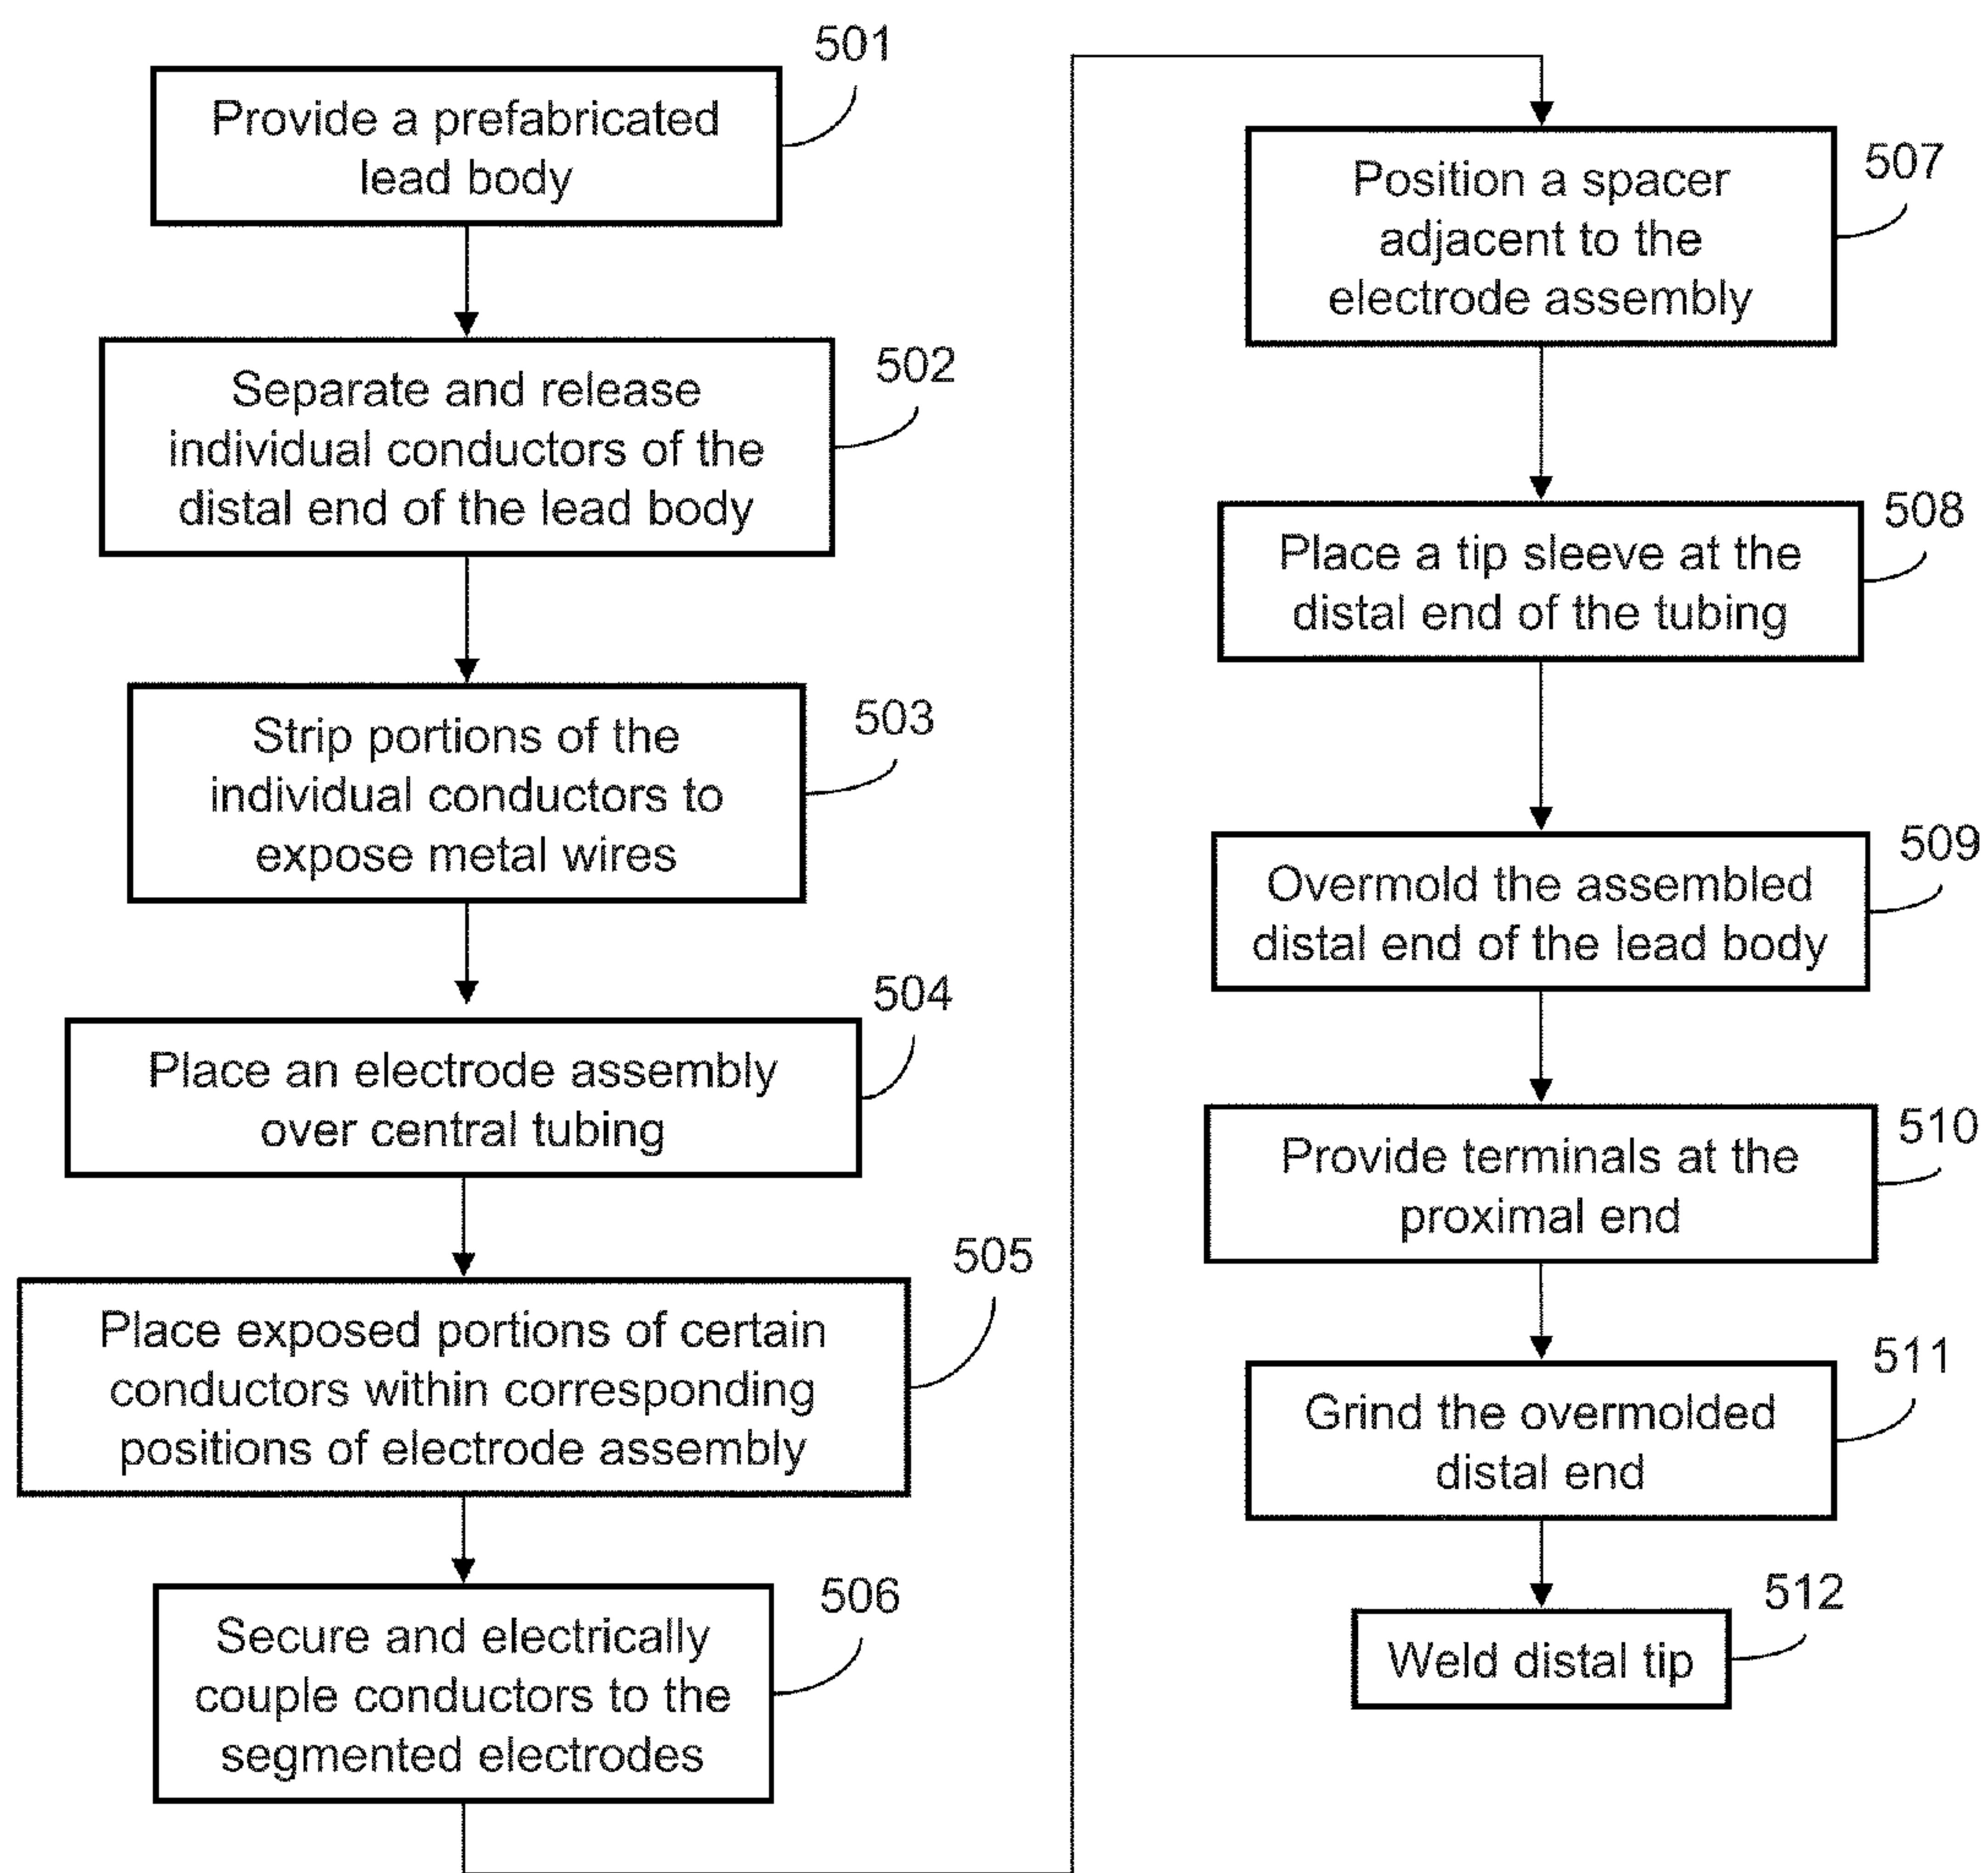 501
Provide a prefabricated
lead body
502
Separate and release
individual conductors of the
distal end of the lead body
503
Strip portions of the
individual conductors to
expose metal wires
504
Place an electrode assembly
over central tubing
505
Place exposed portions of certain
conductors within corresponding
positions of electrode assembly
506
Secure and electrically
couple conductors to the
segmented electrodes
507
Position a spacer
adjacent to the
electrode assembly
508
Place a tip sleeve at the
distal end of the tubing
509
Overmold the assembled
distal end of the lead body
510
Provide terminals at the
proximal end
511
Grind the overmolded
distal end
512
Weld distal tip